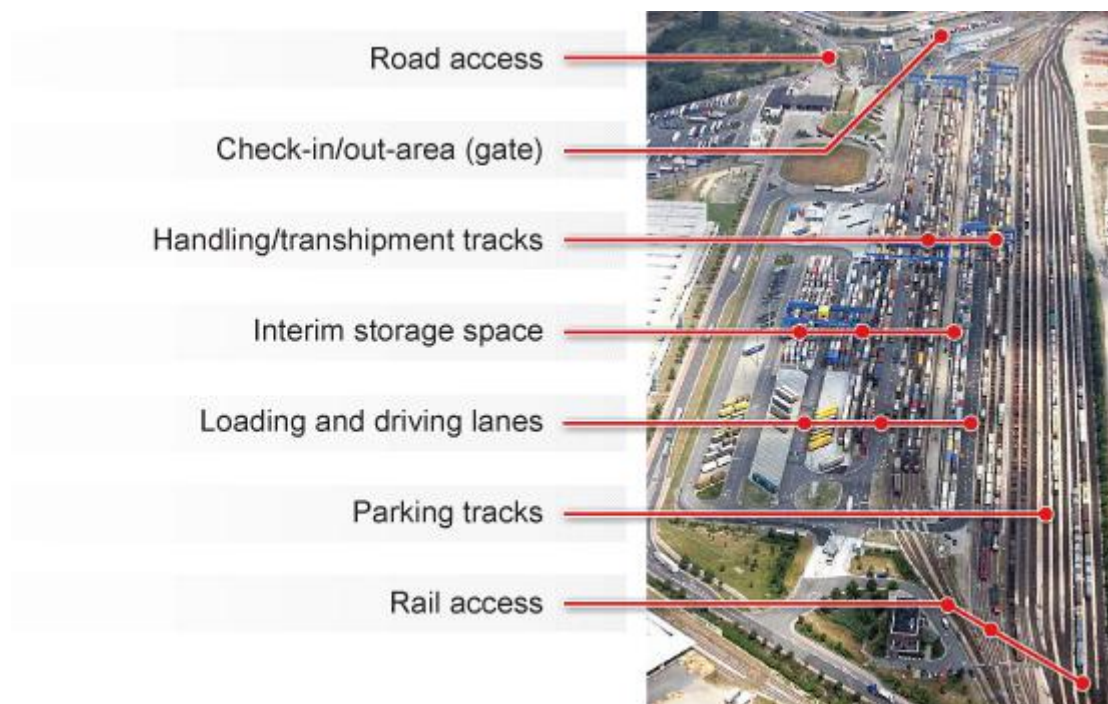 Road access
Check-in/out-area (gate)
Handling/transhipment tracks
Interim storage space
Loading and driving lanes
Parking tracks
Rail access